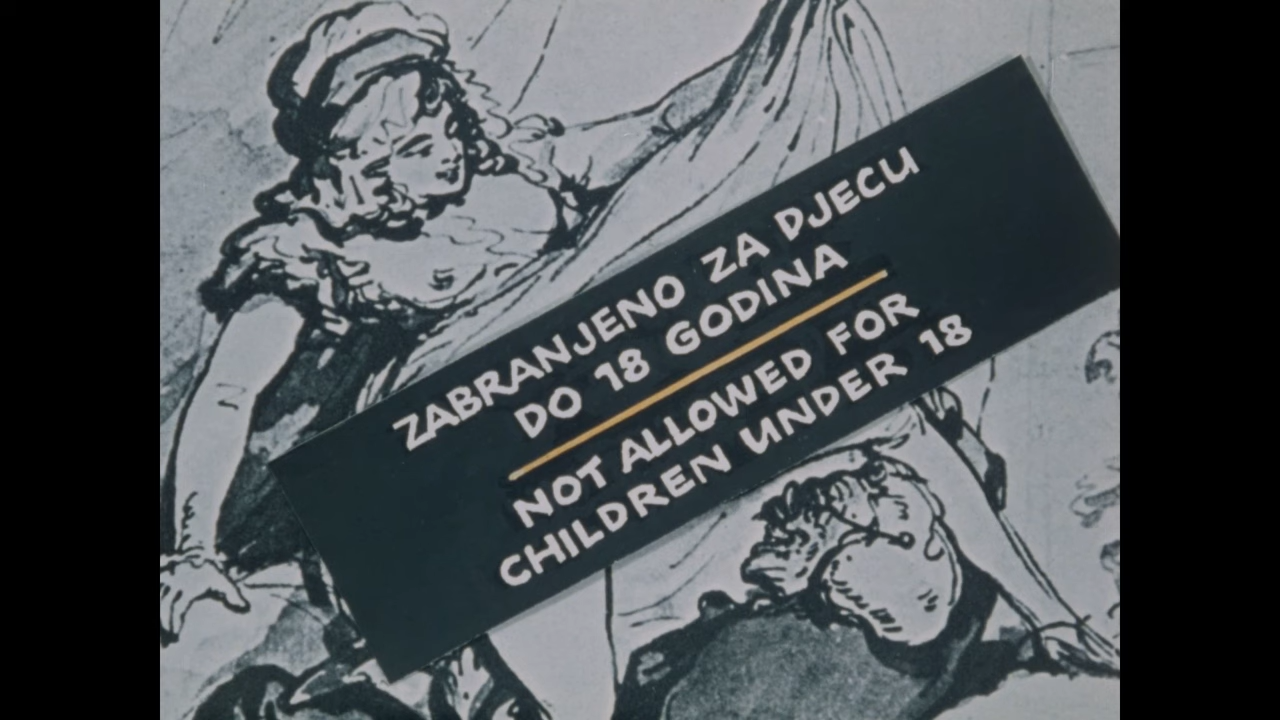 ZABRANJENO ZA DJECU
DO 18 GODINA
NOT ALLOWED FOR
CHILDREN UNDER 18